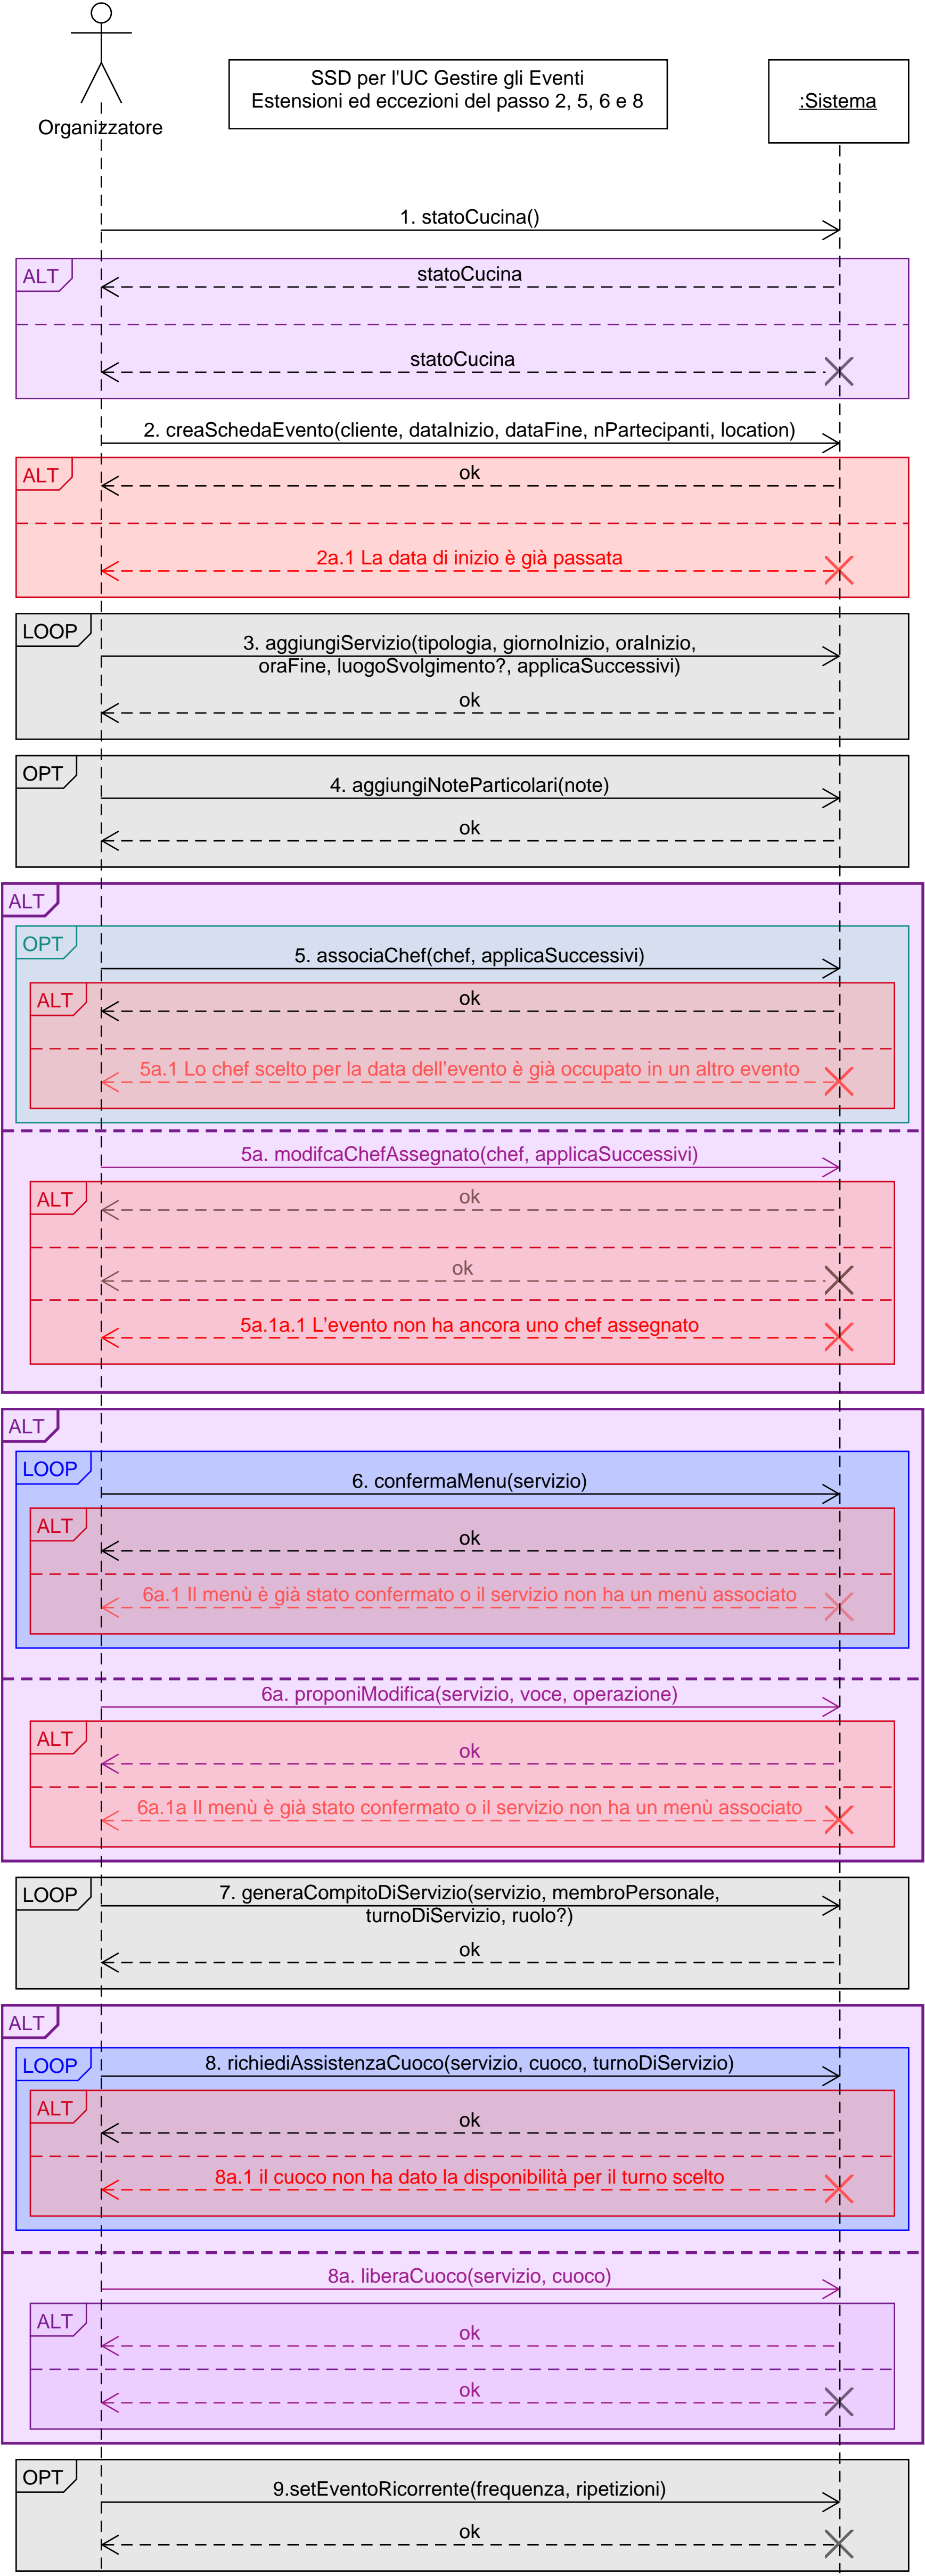 SSD per l'UC Gestire gli Eventi
Estensioni ed eccezioni del passo 2, 5, 6 e 8
:Sistema
Organizzatore
1. statoCucina()
ALT
statoCucina
statoCucina
2. creaSchedaEvento(cliente, dataInizio, dataFine, nPartecipanti, location)
ALT
ok
2a.1 La data di inizio è già passata
LOOP
3. aggiungiServizio(tipologia, giornoInizio, oraInizio,
oraFine, luogoSvolgimento?, applicaSuccessivi)
ok
OPT
4. aggiungiNoteParticolari(note)
ok
ALT
OPT
5. associaChef(chef, applicaSuccessivi)
ALT
ok
5a.1 Lo chef scelto per la data dell'evento è già occupato in un altro evento
5a. modifcaChefAssegnato(chef, applicaSuccessivi)
ALT
ok
ok
5a.1a.1 L'evento non ha ancora uno chef assegnato
ALT
LOOP
6. confermaMenu(servizio)
ALT
ok
6a.1 Il menù è già stato confermato o il servizio non ha un menù associato
6a. proponiModifica(servizio, voce, operazione)
ALT
ok
6a.1a Il menù è già stato confermato o il servizio non ha un menù associato
LOOP
7. generaCompitoDiServizio(servizio, membroPersonale,
turnoDiServizio, ruolo?)
ok
ALT
LOOP
8. richiediAssistenzaCuoco(servizio, cuoco, turnoDiServizio)
ALT
ok
8a.1 il cuoco non ha dato la disponibilità per il turno scelto
8a. liberaCuoco(servizio, cuoco)
ALT
ok
ok
OPT
9.setEventoRicorrente(frequenza, ripetizioni)
ok